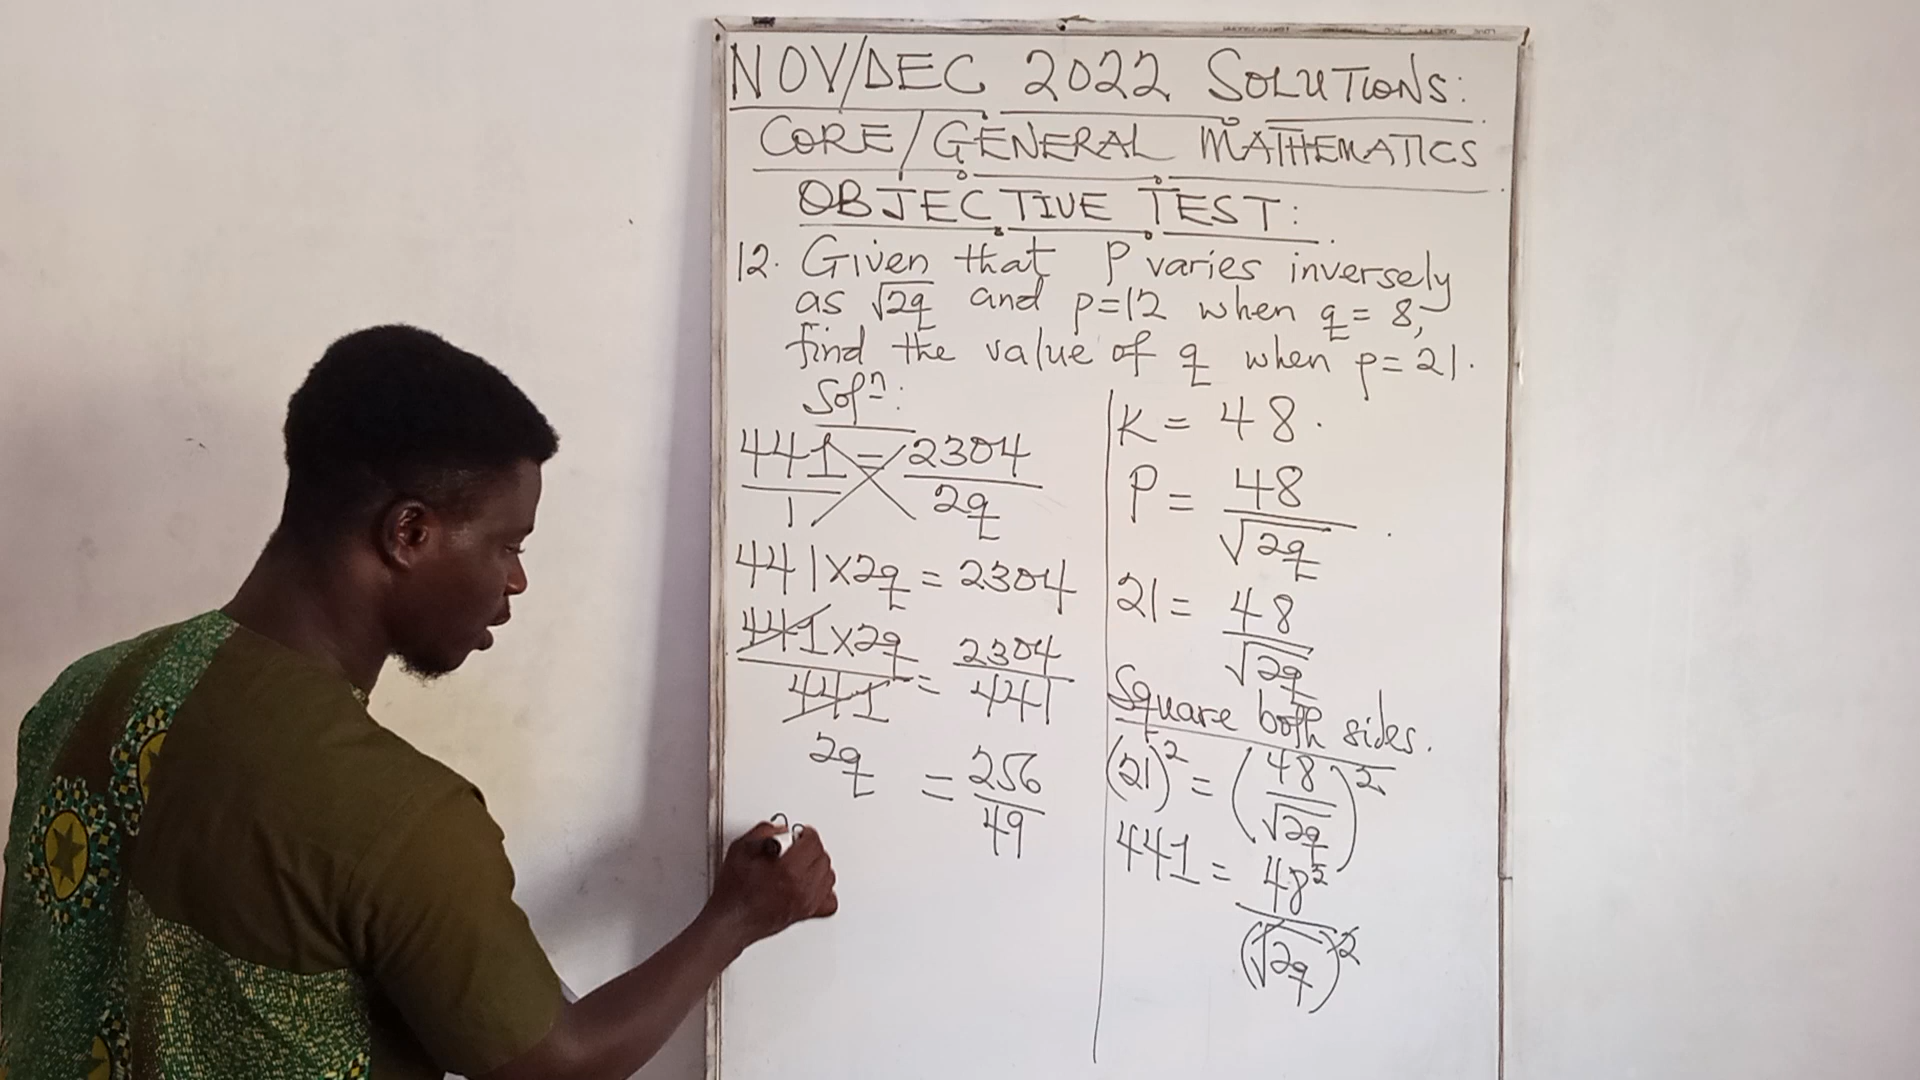 NOV/DEC 2022 SOLUTIONS:
CORE/GENERAL MATHEMATICS
OBJECTIVE TEST:
12. Given that P varies inversely
as √2q and p=12 when q=8,
find the value of q when p=21.
Solⁿ:
441/1 = 2304/2q
441×2q = 2304
441×2q/441 = 2304/441
2q = 256/49
K = 48.
P = 48/√2q
21 = 48/√2q
Square both sides.
(21)² = (48/√2q)²
441 = 48²/(√2q)²